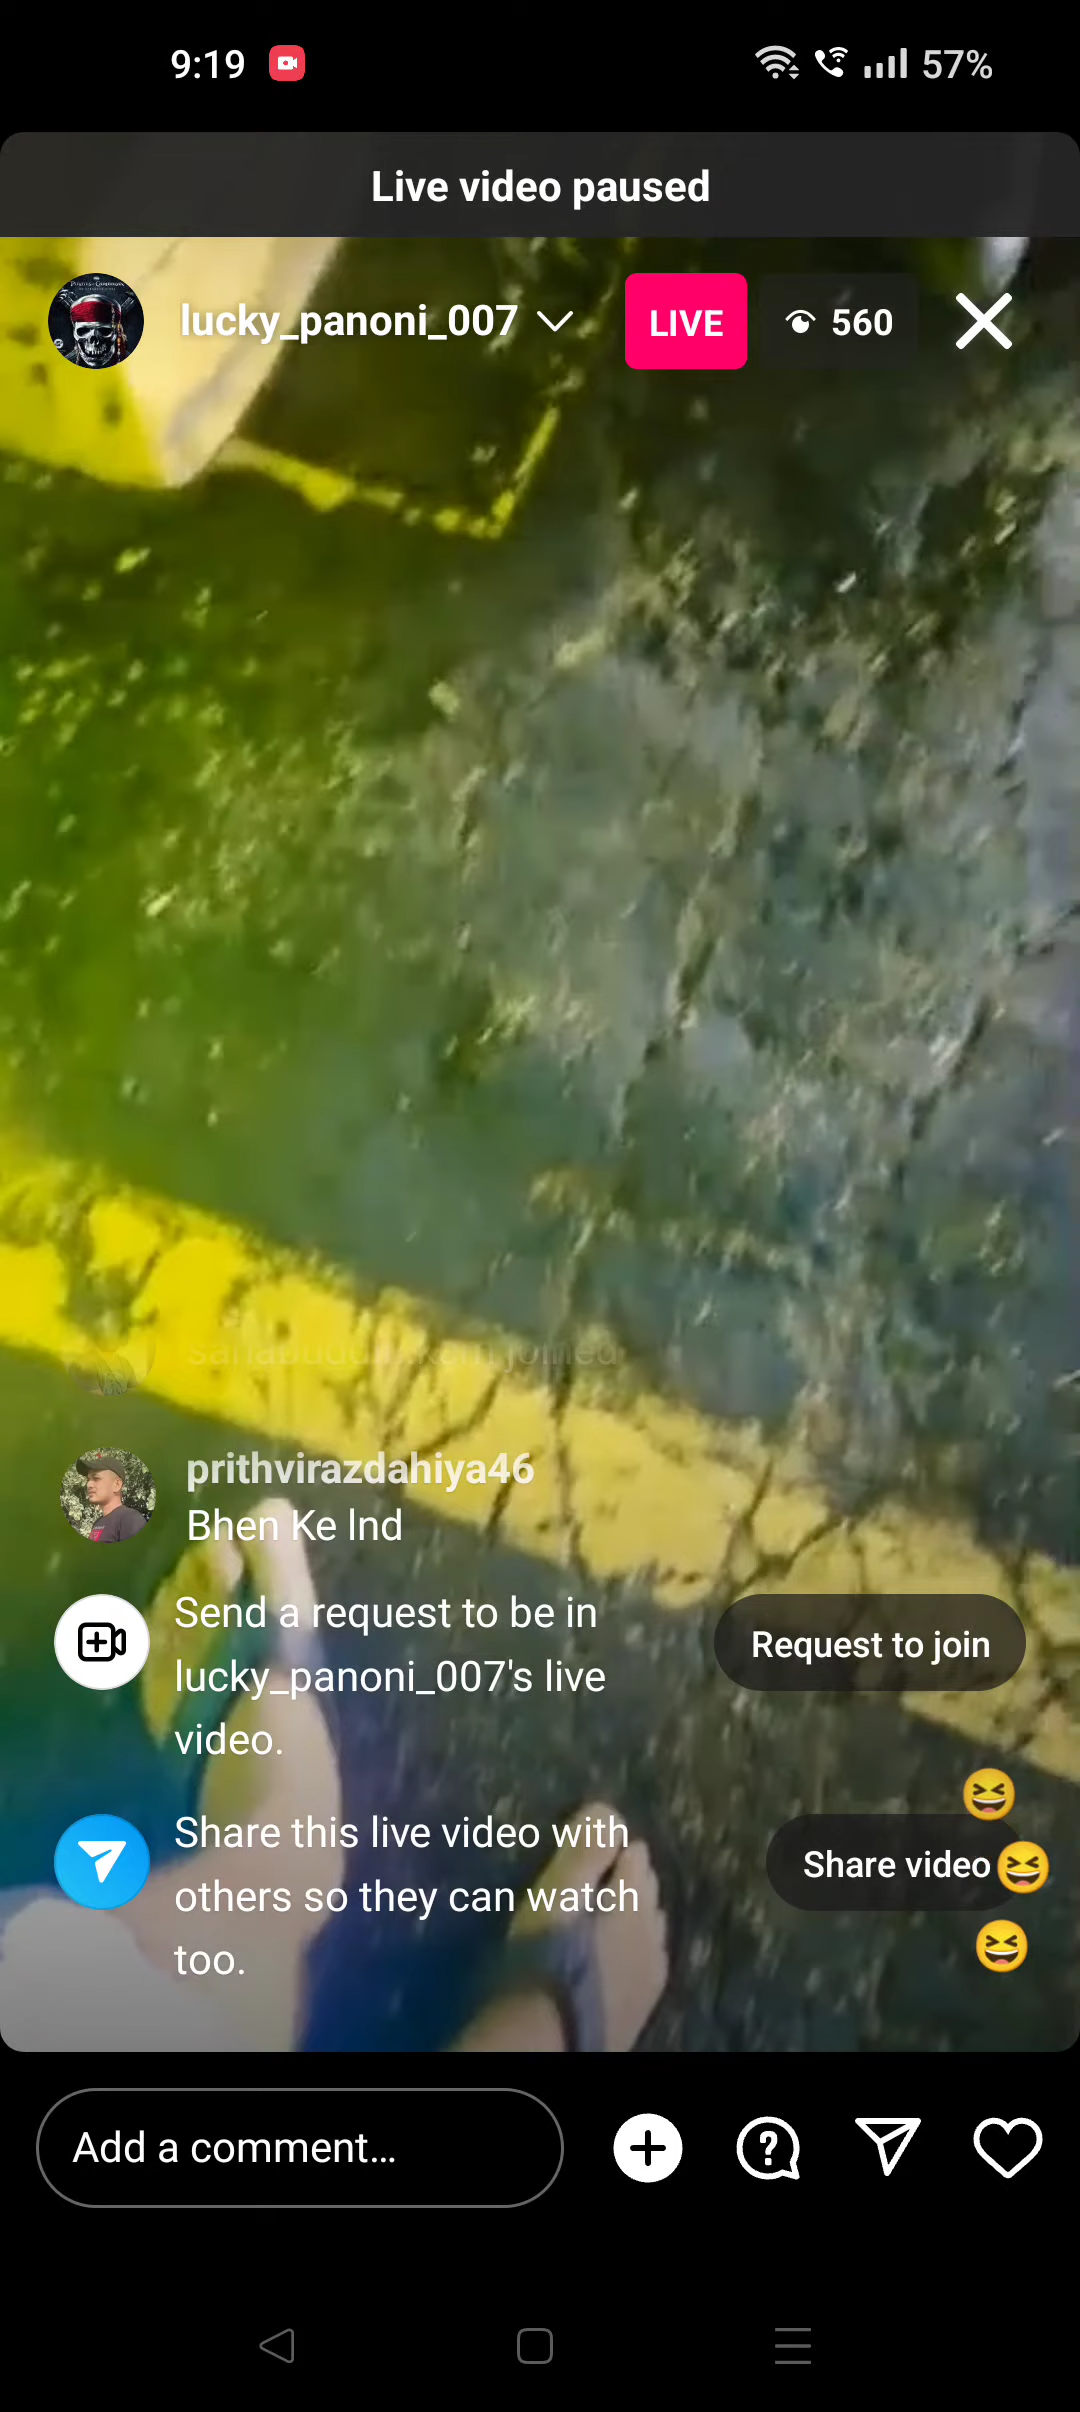 9:19
57%
Live video paused
lucky_panoni_007
LIVE
560
joined
prithvirazdahiya46
Bhen Ke lnd
Send a request to be in
lucky_panoni_007's live
video.
Request to join
Share this live video with
others so they can watch
too.
Share video
Add a comment...